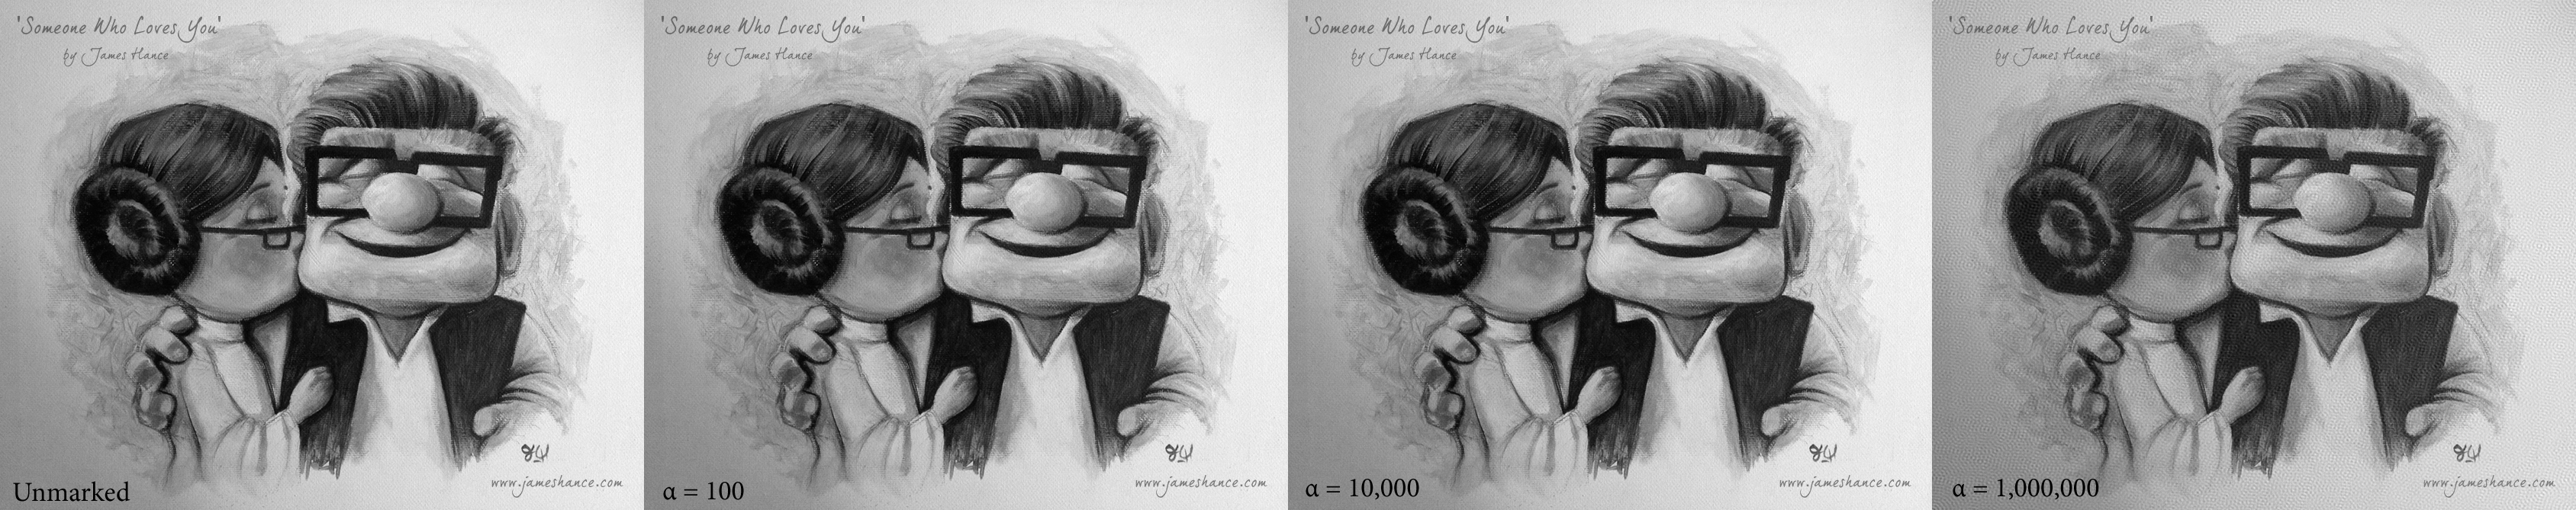 'Someone Who Loves You'
by James Hance
www.jameshance.com
Unmarked
'Someone Who Loves You'
by James Hance
www.jameshance.com
α = 100
'Someone Who Loves You'
by James Hance
www.jameshance.com
α = 10,000
'Someone Who Loves You'
by James Hance
www.jameshance.com
α = 1,000,000